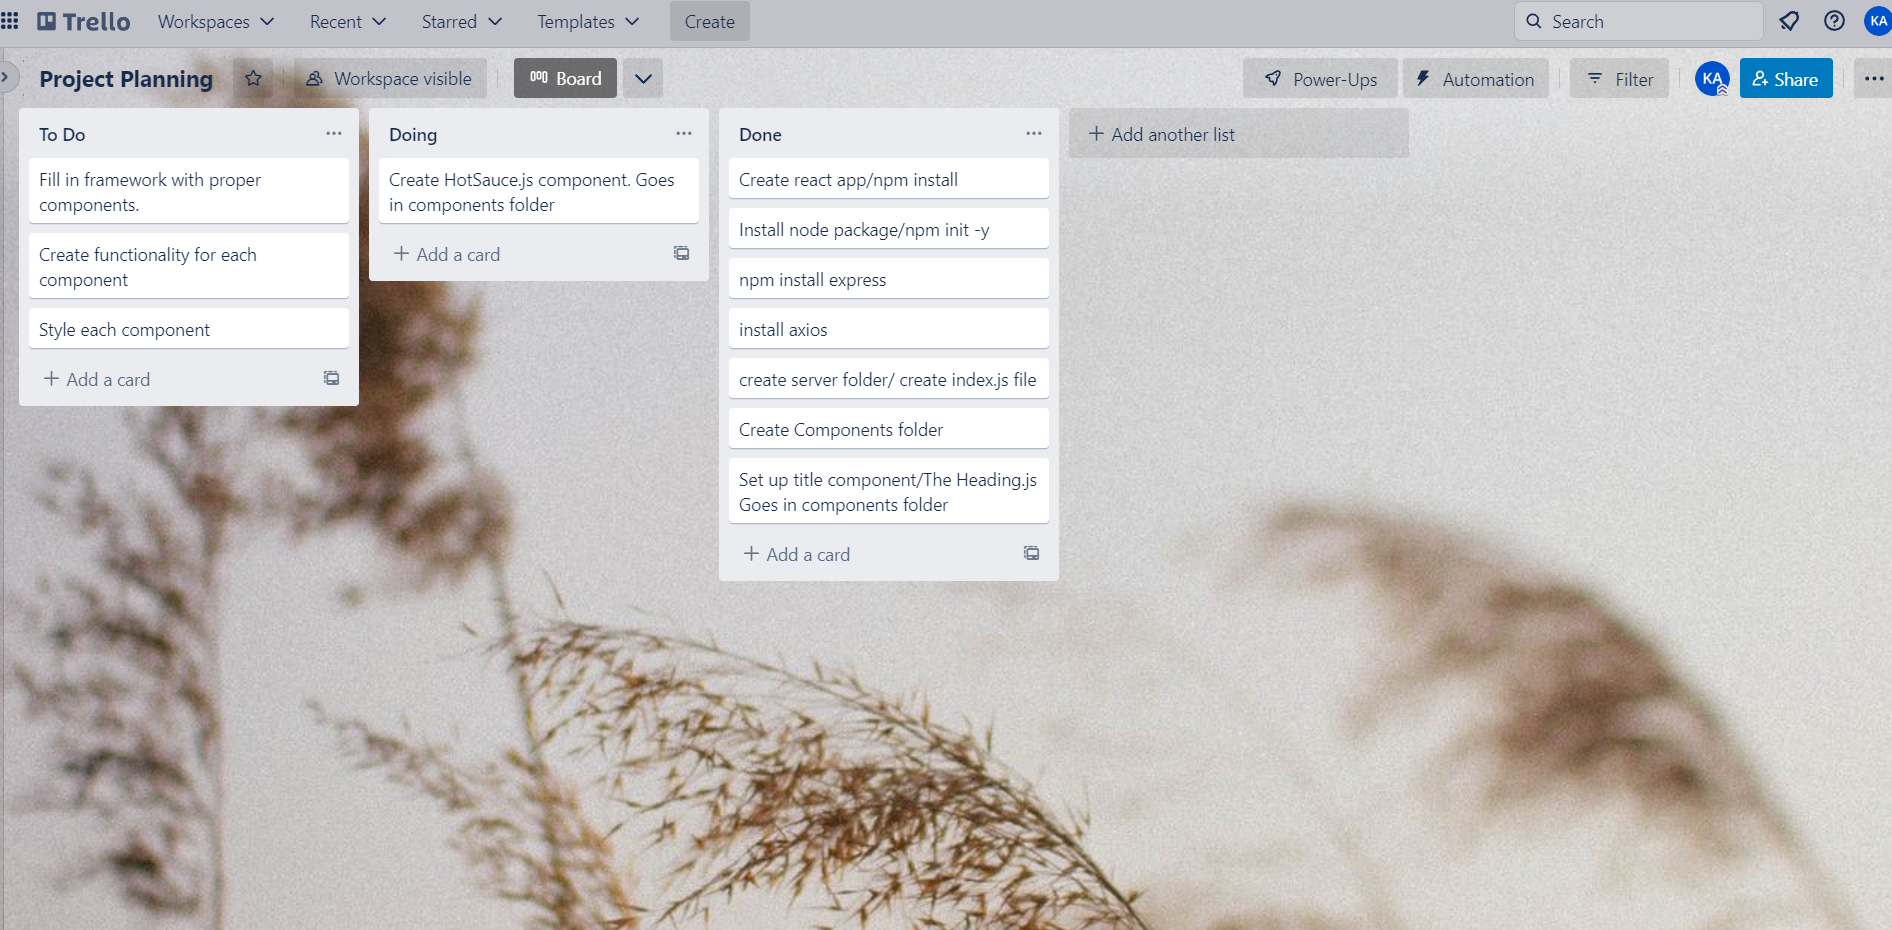 Trello Workspaces Recent Starred Templates Create Search KA
Project Planning Workspace visible Board Power-Ups Automation Filter KA Share
To Do
Fill in framework with proper
components.
Create functionality for each
component
Style each component
+ Add a card
Doing
Create HotSauce.js component. Goes
in components folder
+ Add a card
Done
Create react app/npm install
Install node package/npm init -y
npm install express
install axios
create server folder/ create index.js file
Create Components folder
Set up title component/The Heading.js
Goes in components folder
+ Add a card
+ Add another list